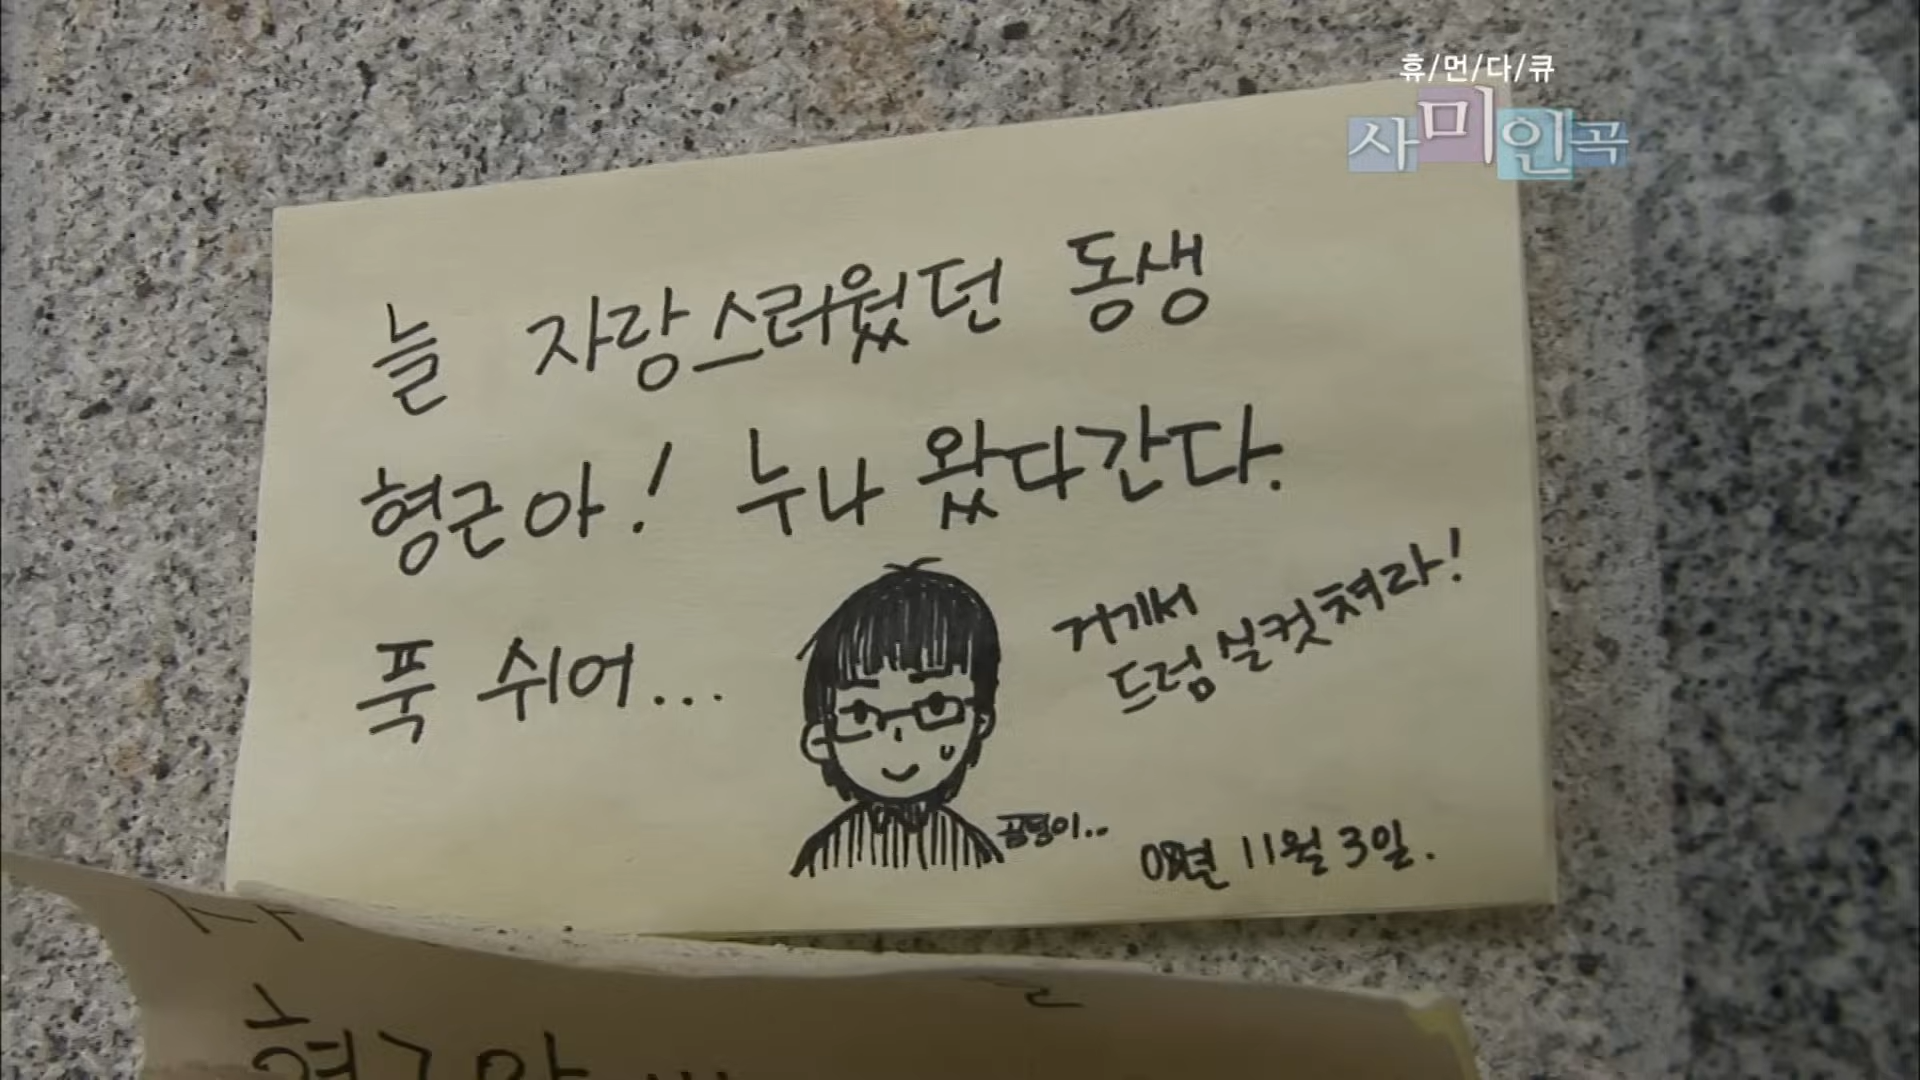 휴/먼/다/큐
사미인곡
늘 자랑스러웠던 동생
형근아! 누나 왔다간다.
푹 쉬어...
거기서
드럼 실컷 쳐라!
곰텡이..
08년 11월 3일.